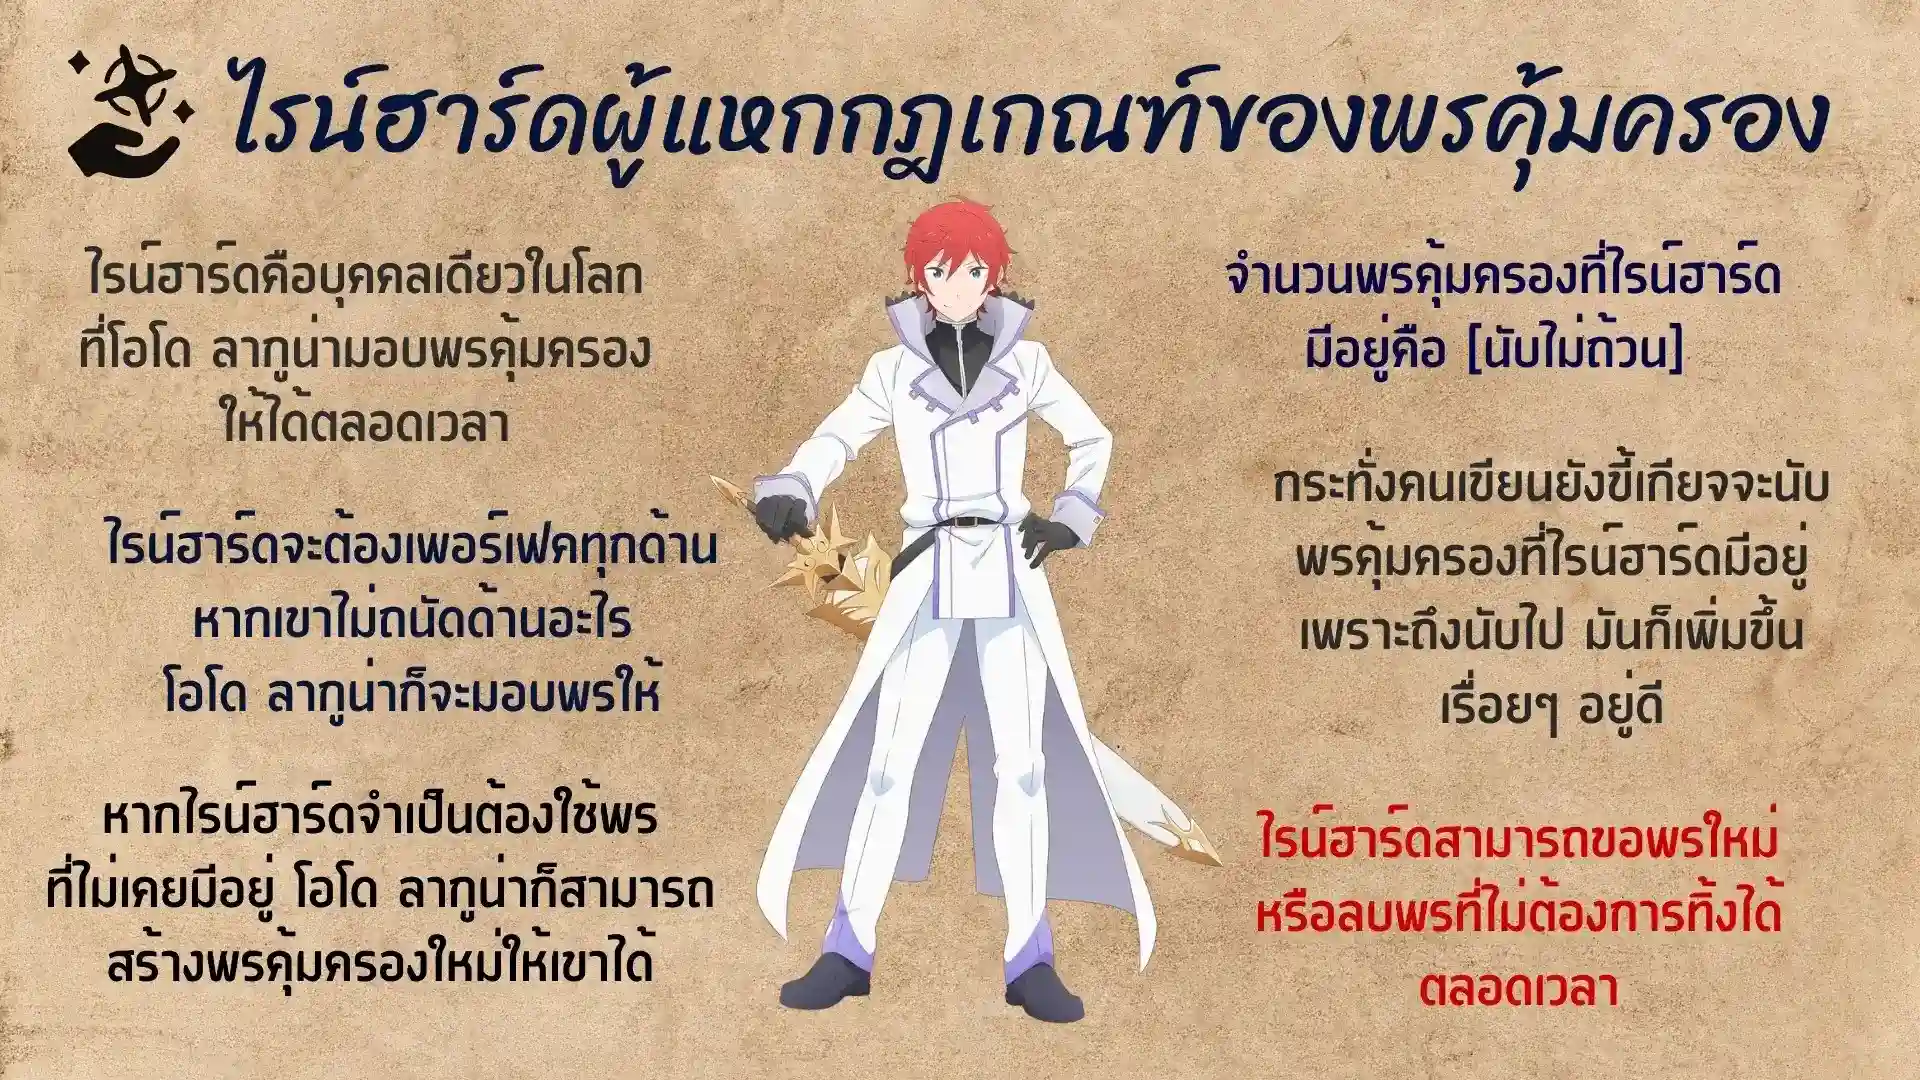 ไรน์ฮาร์ดผู้แหกกฎเกณฑ์ของพรคุ้มครอง
ไรน์ฮาร์ดคือบุคคลเดียวในโลก
ที่โอโด ลากูน่ามอบพรคุ้มครอง
ให้ได้ตลอดเวลา
ไรน์ฮาร์ดจะต้องเพอร์เฟคทุกด้าน
หากเขาไม่ถนัดด้านอะไร
โอโด ลากูน่าก็จะมอบพรให้
หากไรน์ฮาร์ดจำเป็นต้องใช้พร
ที่ไม่เคยมีอยู่ โอโด ลากูน่าก็สามารถ
สร้างพรคุ้มครองใหม่ให้เขาได้
จำนวนพรคุ้มครองที่ไรน์ฮาร์ด
มีอยู่คือ [นับไม่ถ้วน]
กระทั่งคนเขียนยังขี้เกียจจะนับ
พรคุ้มครองที่ไรน์ฮาร์ดมีอยู่
เพราะถึงนับไป มันก็เพิ่มขึ้น
เรื่อยๆ อยู่ดี
ไรน์ฮาร์ดสามารถขอพรใหม่
หรือลบพรที่ไม่ต้องการทิ้งได้
ตลอดเวลา